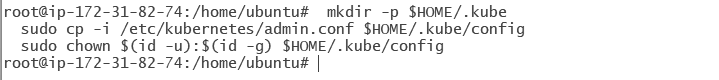 root@ip-172-31-82-74:/home/ubuntu#  mkdir -p $HOME/.kube
  sudo cp -i /etc/kubernetes/admin.conf $HOME/.kube/config
  sudo chown $(id -u):$(id -g) $HOME/.kube/config
root@ip-172-31-82-74:/home/ubuntu#